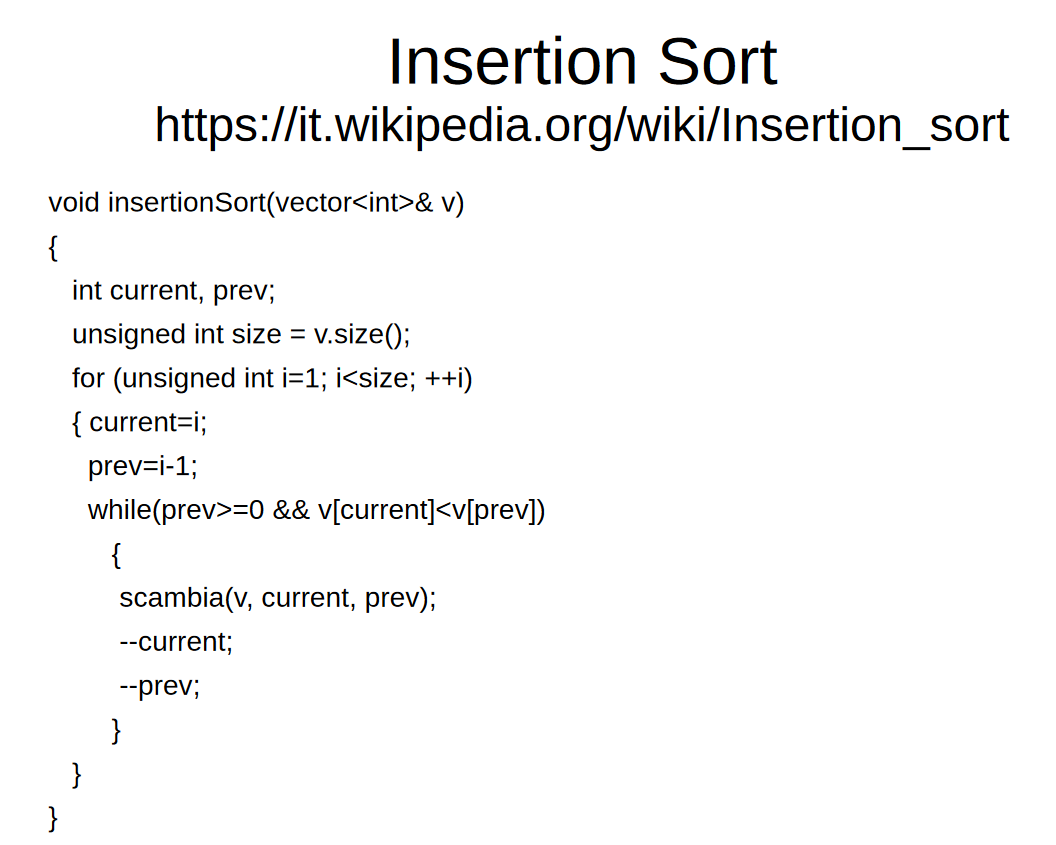 Insertion Sort
https://it.wikipedia.org/wiki/Insertion_sort
void insertionSort(vector<int>& v)
{
int current, prev;
unsigned int size = v.size();
for (unsigned int i=1; i<size; ++i)
{ current=i;
prev=i-1;
while(prev>=0 && v[current]<v[prev])
{
scambia(v, current, prev);
--current;
--prev;
}
}
}